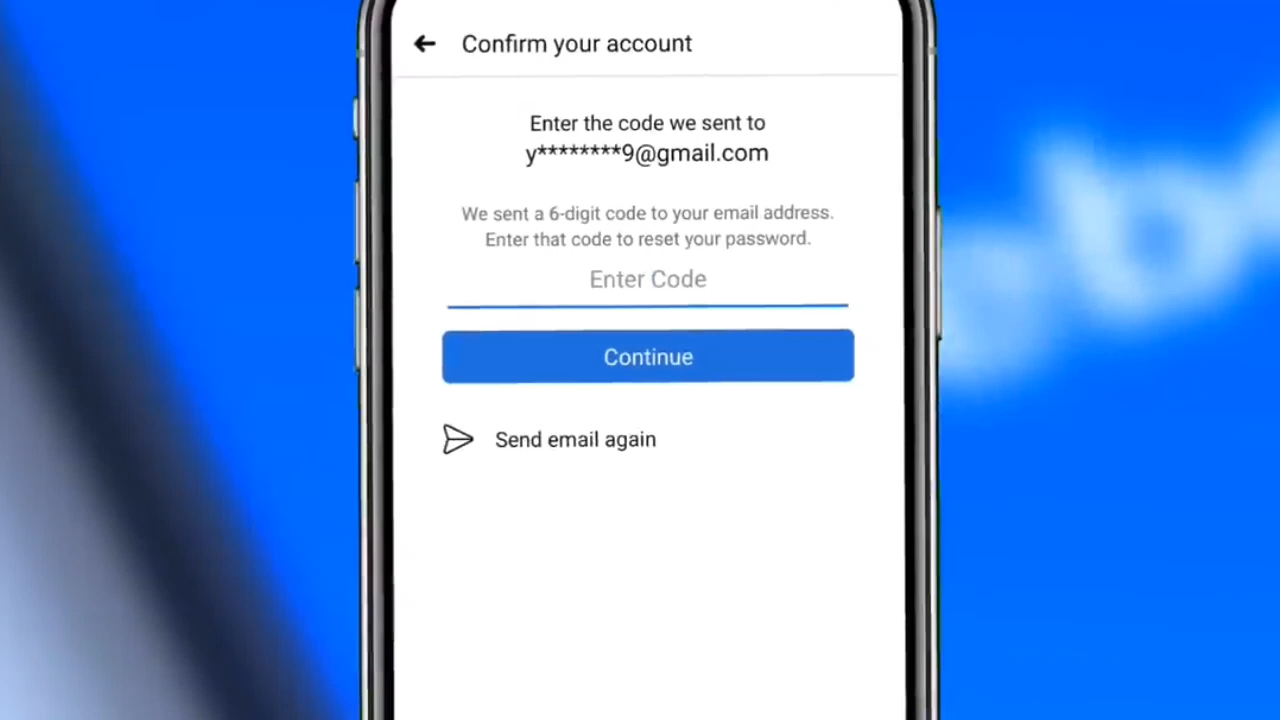 Confirm your account
Enter the code we sent to
y********9@gmail.com
We sent a 6-digit code to your email address.
Enter that code to reset your password.
Enter Code
Continue
Send email again